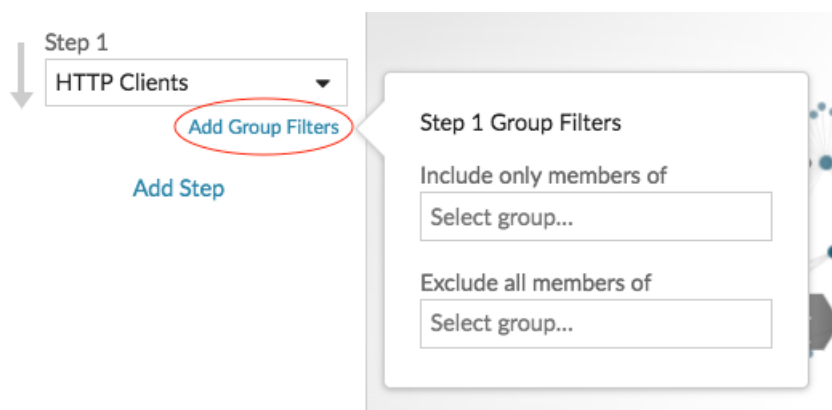 Step 1
HTTP Clients
Add Group Filters
Add Step
Step 1 Group Filters
Include only members of
Select group...
Exclude all members of
Select group...